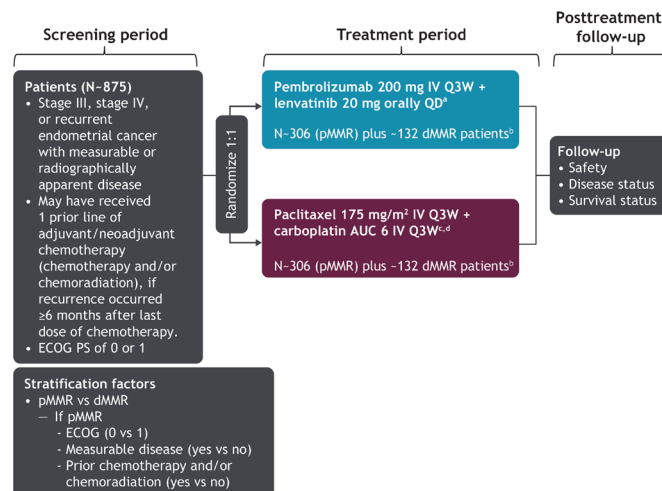 Screening period
Treatment period
Posttreatment
follow-up
Patients (N~875)
• Stage III, stage IV,
or recurrent
endometrial cancer
with measurable or
radiographically
apparent disease
• May have received
1 prior line of
adjuvant/neoadjuvant
chemotherapy
(chemotherapy and/or
chemoradiation), if
recurrence occurred
≥6 months after last
dose of chemotherapy.
• ECOG PS of 0 or 1
Stratification factors
• pMMR vs dMMR
— If pMMR
- ECOG (0 vs 1)
- Measurable disease (yes vs no)
- Prior chemotherapy and/or
chemoradiation (yes vs no)
Randomize 1:1
Pembrolizumab 200 mg IV Q3W +
lenvatinib 20 mg orally QDᵃ
N~306 (pMMR) plus ~132 dMMR patientsᵇ
Paclitaxel 175 mg/m² IV Q3W +
carboplatin AUC 6 IV Q3Wᶜ,ᵈ
N~306 (pMMR) plus ~132 dMMR patientsᵇ
Follow-up
• Safety
• Disease status
• Survival status